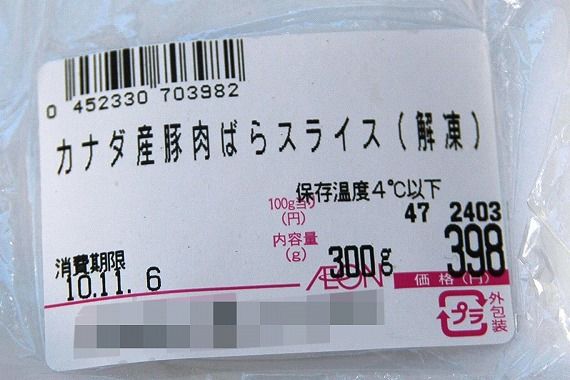 0 452330 703982
カナダ産豚肉ばらスライス(解凍)
保存温度4℃以下
100g当り
(円)
47 2403
内容量
(g)
300g
398
消費期限
10.11. 6
AEON
価格(円)
プラ
外包装